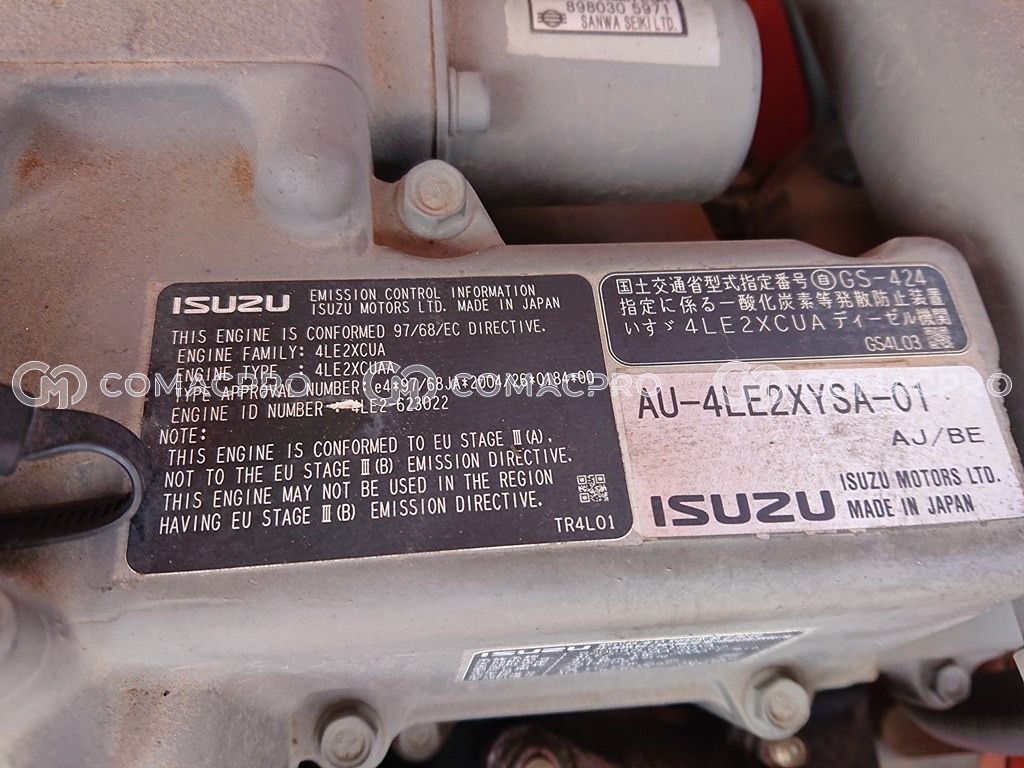 898030 5971
SANWA SEIKI LTD.
ISUZU EMISSION CONTROL INFORMATION
ISUZU MOTORS LTD. MADE IN JAPAN
THIS ENGINE IS CONFORMED 97/68/EC DIRECTIVE.
ENGINE FAMILY: 4LE2XCUA
ENGINE TYPE : 4LE2XCUAA
TYPE APPROVAL NUMBER: e4*97/68JA*2004/26*0184*00
ENGINE ID NUMBER 4LE2-623022
NOTE:
THIS ENGINE IS CONFORMED TO EU STAGE Ⅲ(A),
NOT TO THE EU STAGE Ⅲ(B) EMISSION DIRECTIVE.
THIS ENGINE MAY NOT BE USED IN THE REGION
HAVING EU STAGE Ⅲ(B) EMISSION DIRECTIVE.
TR4L01
国土交通省型式指定番号 自 GS-424
指定に係る一酸化炭素等発散防止装置
いすゞ 4LE2XCUA ディーゼル機関
GS4L03
AU-4LE2XYSA-01
AJ/BE
ISUZU ISUZU MOTORS LTD.
MADE IN JAPAN
COMACPRO COMACPRO COMACPRO
ISUZU